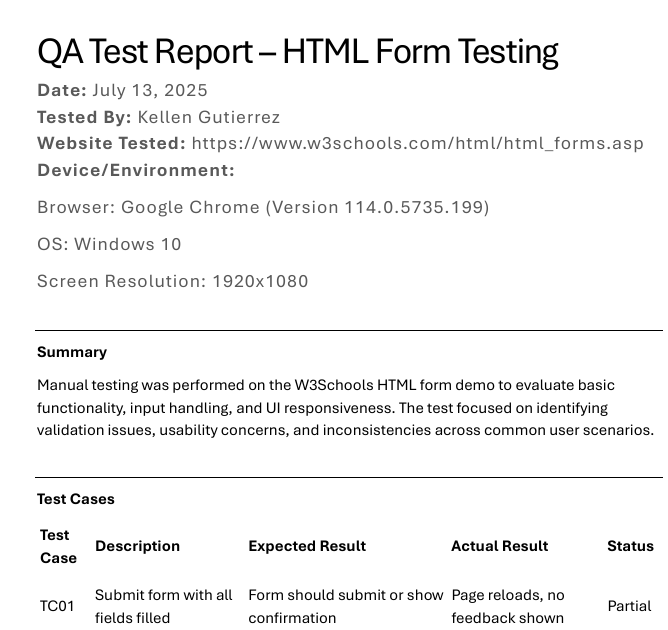 QA Test Report – HTML Form Testing
Date: July 13, 2025
Tested By: Kellen Gutierrez
Website Tested: https://www.w3schools.com/html/html_forms.asp
Device/Environment:
Browser: Google Chrome (Version 114.0.5735.199)
OS: Windows 10
Screen Resolution: 1920x1080
Summary
Manual testing was performed on the W3Schools HTML form demo to evaluate basic
functionality, input handling, and UI responsiveness. The test focused on identifying
validation issues, usability concerns, and inconsistencies across common user scenarios.
Test Cases
Test
Case Description Expected Result Actual Result Status
TC01 Submit form with all Form should submit or show Page reloads, no Partial
fields filled confirmation feedback shown